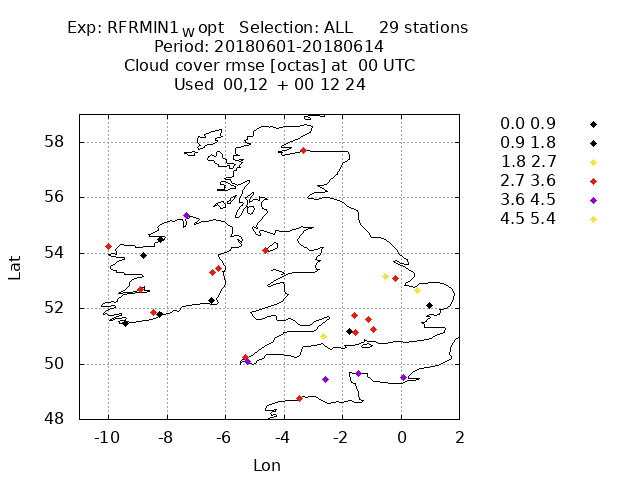 Exp: RFRMIN1 w opt Selection: ALL 29 stations
Period: 20180601-20180614
Cloud cover rmse [octas] at 00 UTC
Used 00,12 + 00 12 24
0.0 0.9
0.9 1.8
1.8 2.7
2.7 3.6
3.6 4.5
4.5 5.4
Lat
58
56
54
52
50
48
-10 -8 -6 -4 -2 0 2
Lon